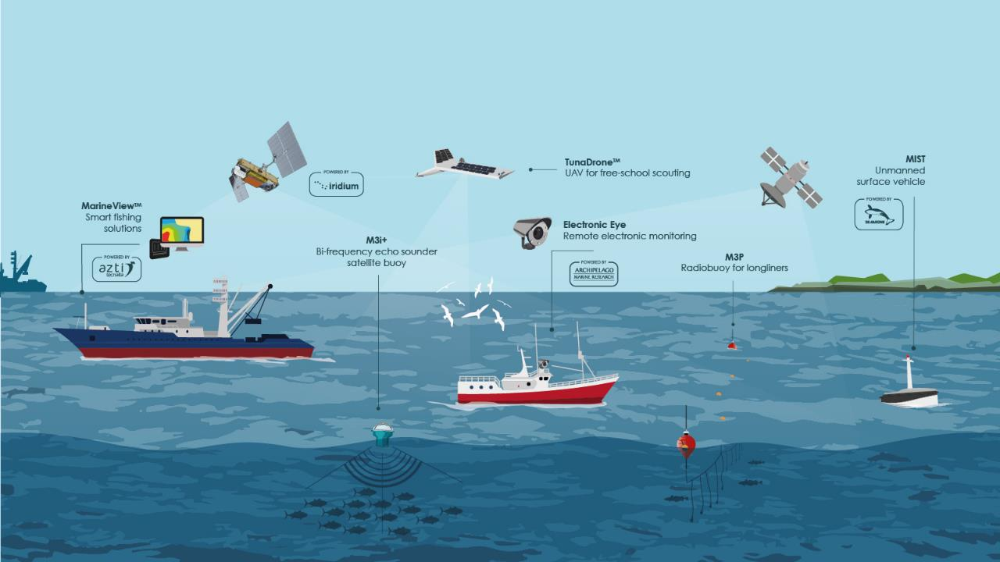 MarineView™
Smart fishing
solutions
POWERED BY
azti
tecnalia
POWERED BY
iridium
M3i+
Bi-frequency echo sounder
satellite buoy
TunaDrone™
UAV for free-school scouting
Electronic Eye
Remote electronic monitoring
POWERED BY
ARCHIPELAGO
MARINE RESEARCH
M3P
Radiobuoy for longliners
MIST
Unmanned
surface vehicle
POWERED BY